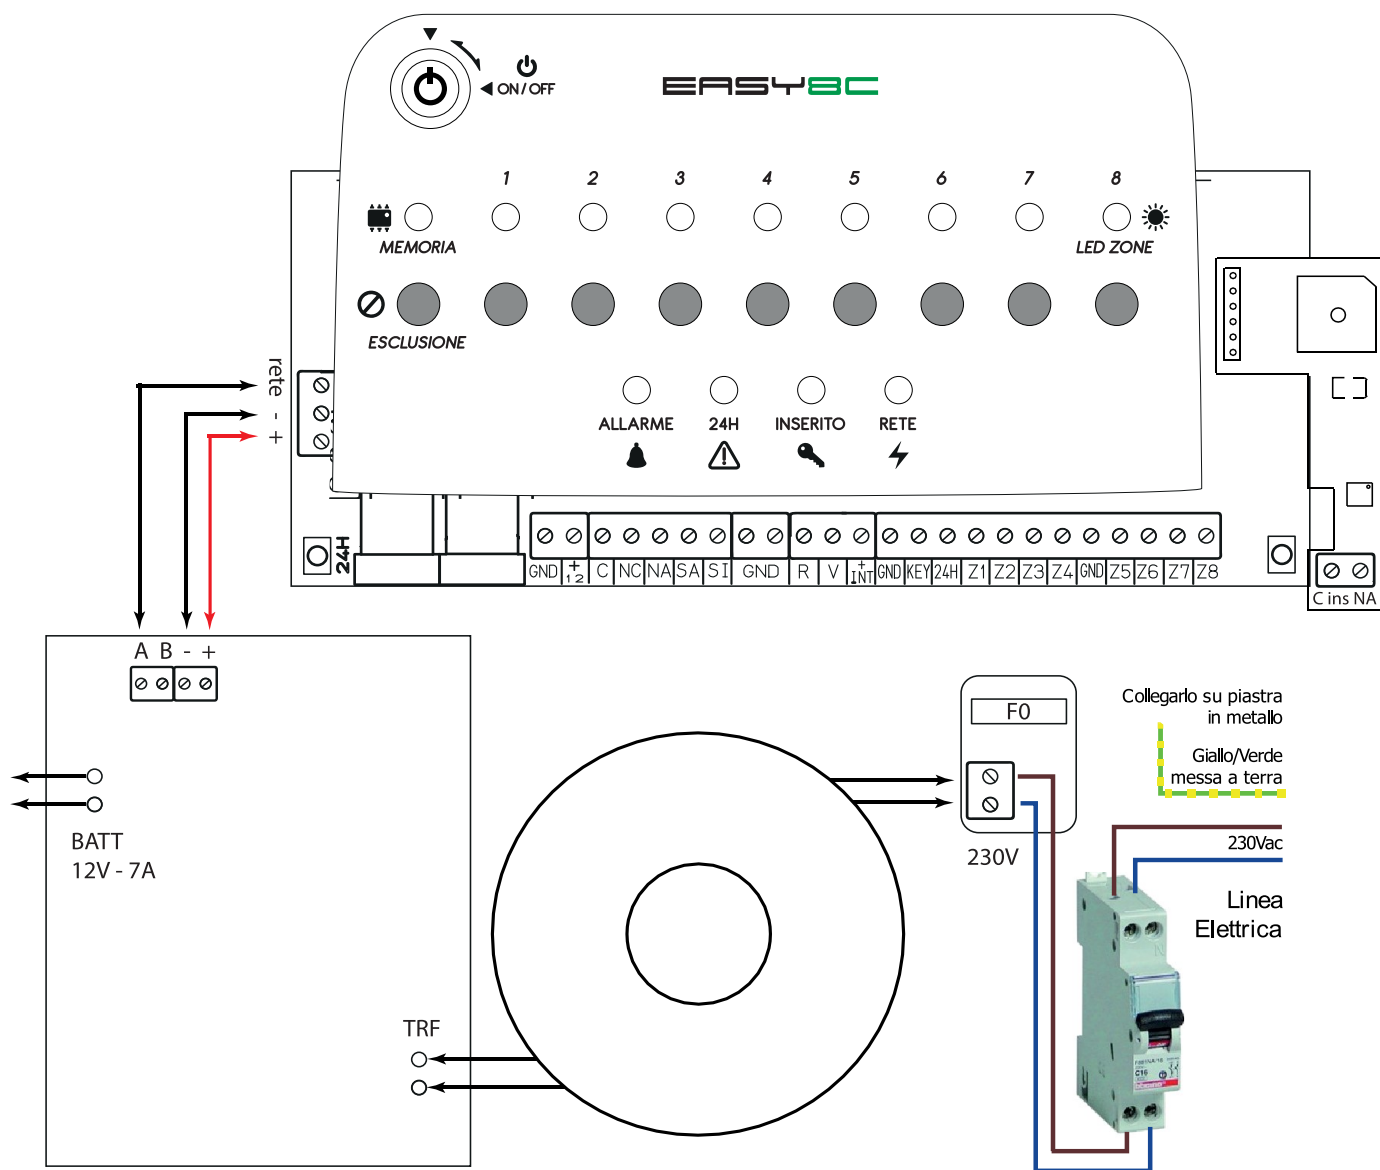 ON / OFF
EASY8C
1 2 3 4 5 6 7 8
MEMORIA
LED ZONE
ESCLUSIONE
rete
-
+
ALLARME 24H INSERITO RETE
24H
GND +12 C NC NA SA SI GND R V +INT GND KEY 24H Z1 Z2 Z3 Z4 GND Z5 Z6 Z7 Z8
C ins NA
A B - +
BATT
12V - 7A
TRF
F0
230V
Collegarlo su piastra
in metallo
Giallo/Verde
messa a terra
230Vac
Linea
Elettrica
N
C16